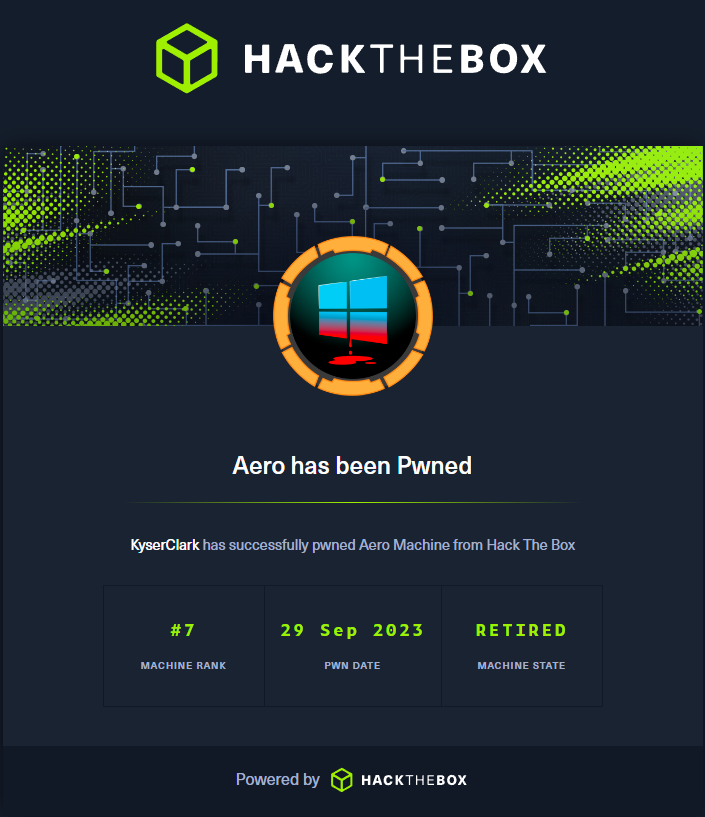 HACKTHEBOX
Aero has been Pwned
KyserClark has successfully pwned Aero Machine from Hack The Box
#7 29 Sep 2023 RETIRED
MACHINE RANK PWN DATE MACHINE STATE
Powered by HACKTHEBOX